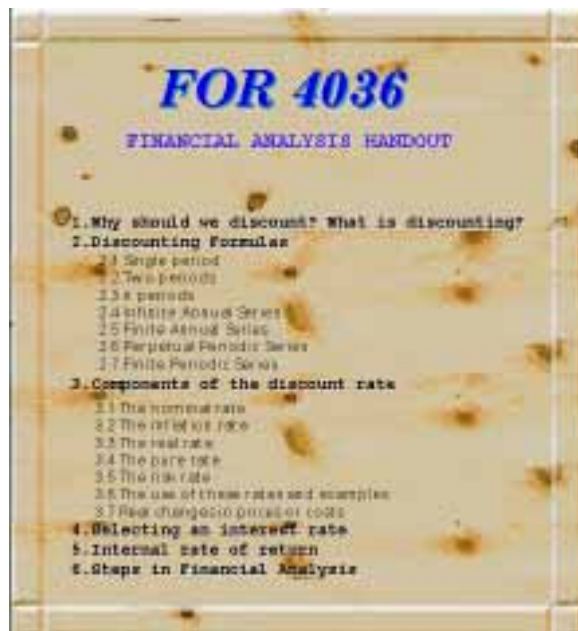 FOR 4036
FINANCIAL ANALYSIS HANDOUT
1.Why should we discount? What is discounting?
2.Discounting Formulas
2.1 Single period
2.2 Two periods
2.3 n periods
2.4 Infinite Annual Series
2.5 Finite Annual Series
2.6 Perpetual Periodic Series
2.7 Finite Periodic Series
3.Components of the discount rate
3.1 The nominal rate
3.2 The inflation rate
3.3 The real rate
3.4 The pure rate
3.5 The risk rate
3.6 The use of these rates and examples
3.7 Real changes in prices or costs
4.Selecting an interest rate
5.Internal rate of return
6.Steps in Financial Analysis